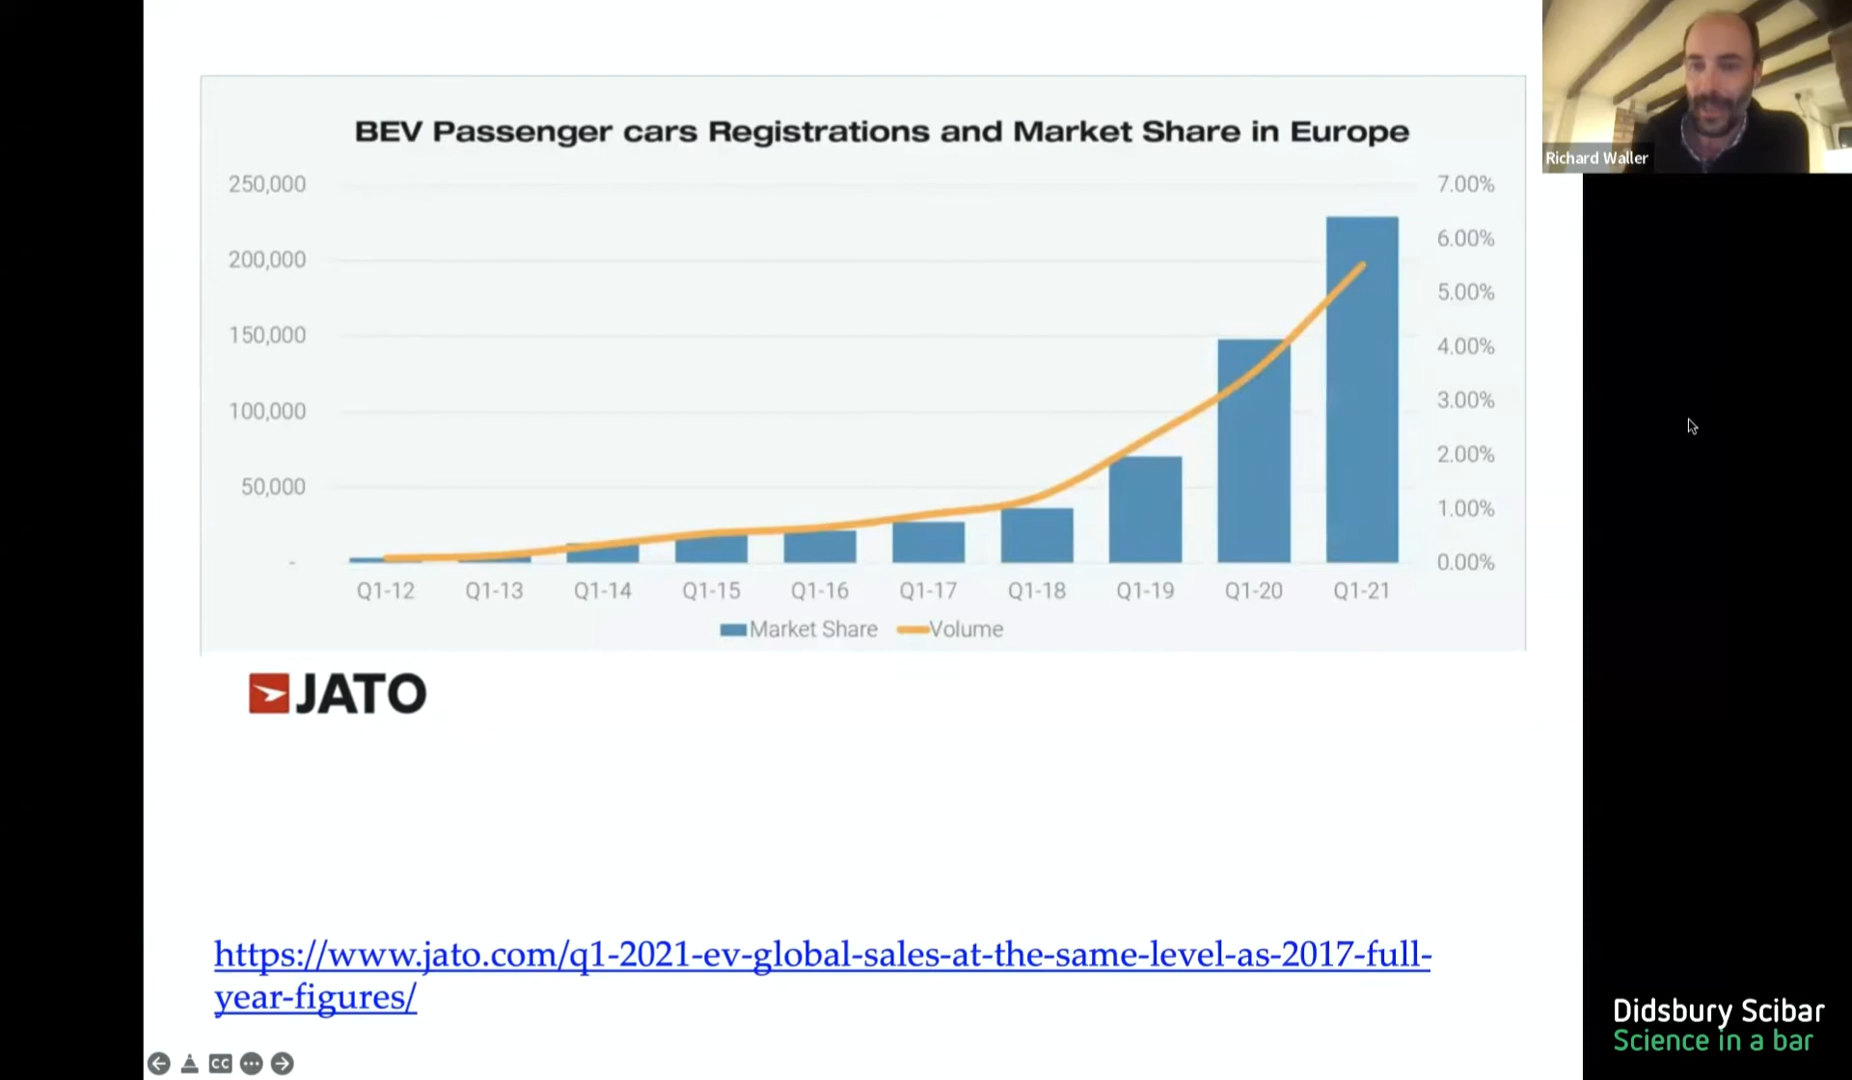 BEV Passenger cars Registrations and Market Share in Europe
Richard Waller
250,000
200,000
150,000
100,000
50,000
-
7.00%
6.00%
5.00%
4.00%
3.00%
2.00%
1.00%
0.00%
Q1-12 Q1-13 Q1-14 Q1-15 Q1-16 Q1-17 Q1-18 Q1-19 Q1-20 Q1-21
Market Share Volume
JATO
https://www.jato.com/q1-2021-ev-global-sales-at-the-same-level-as-2017-full-
year-figures/
Didsbury Scibar
Science in a bar
CC